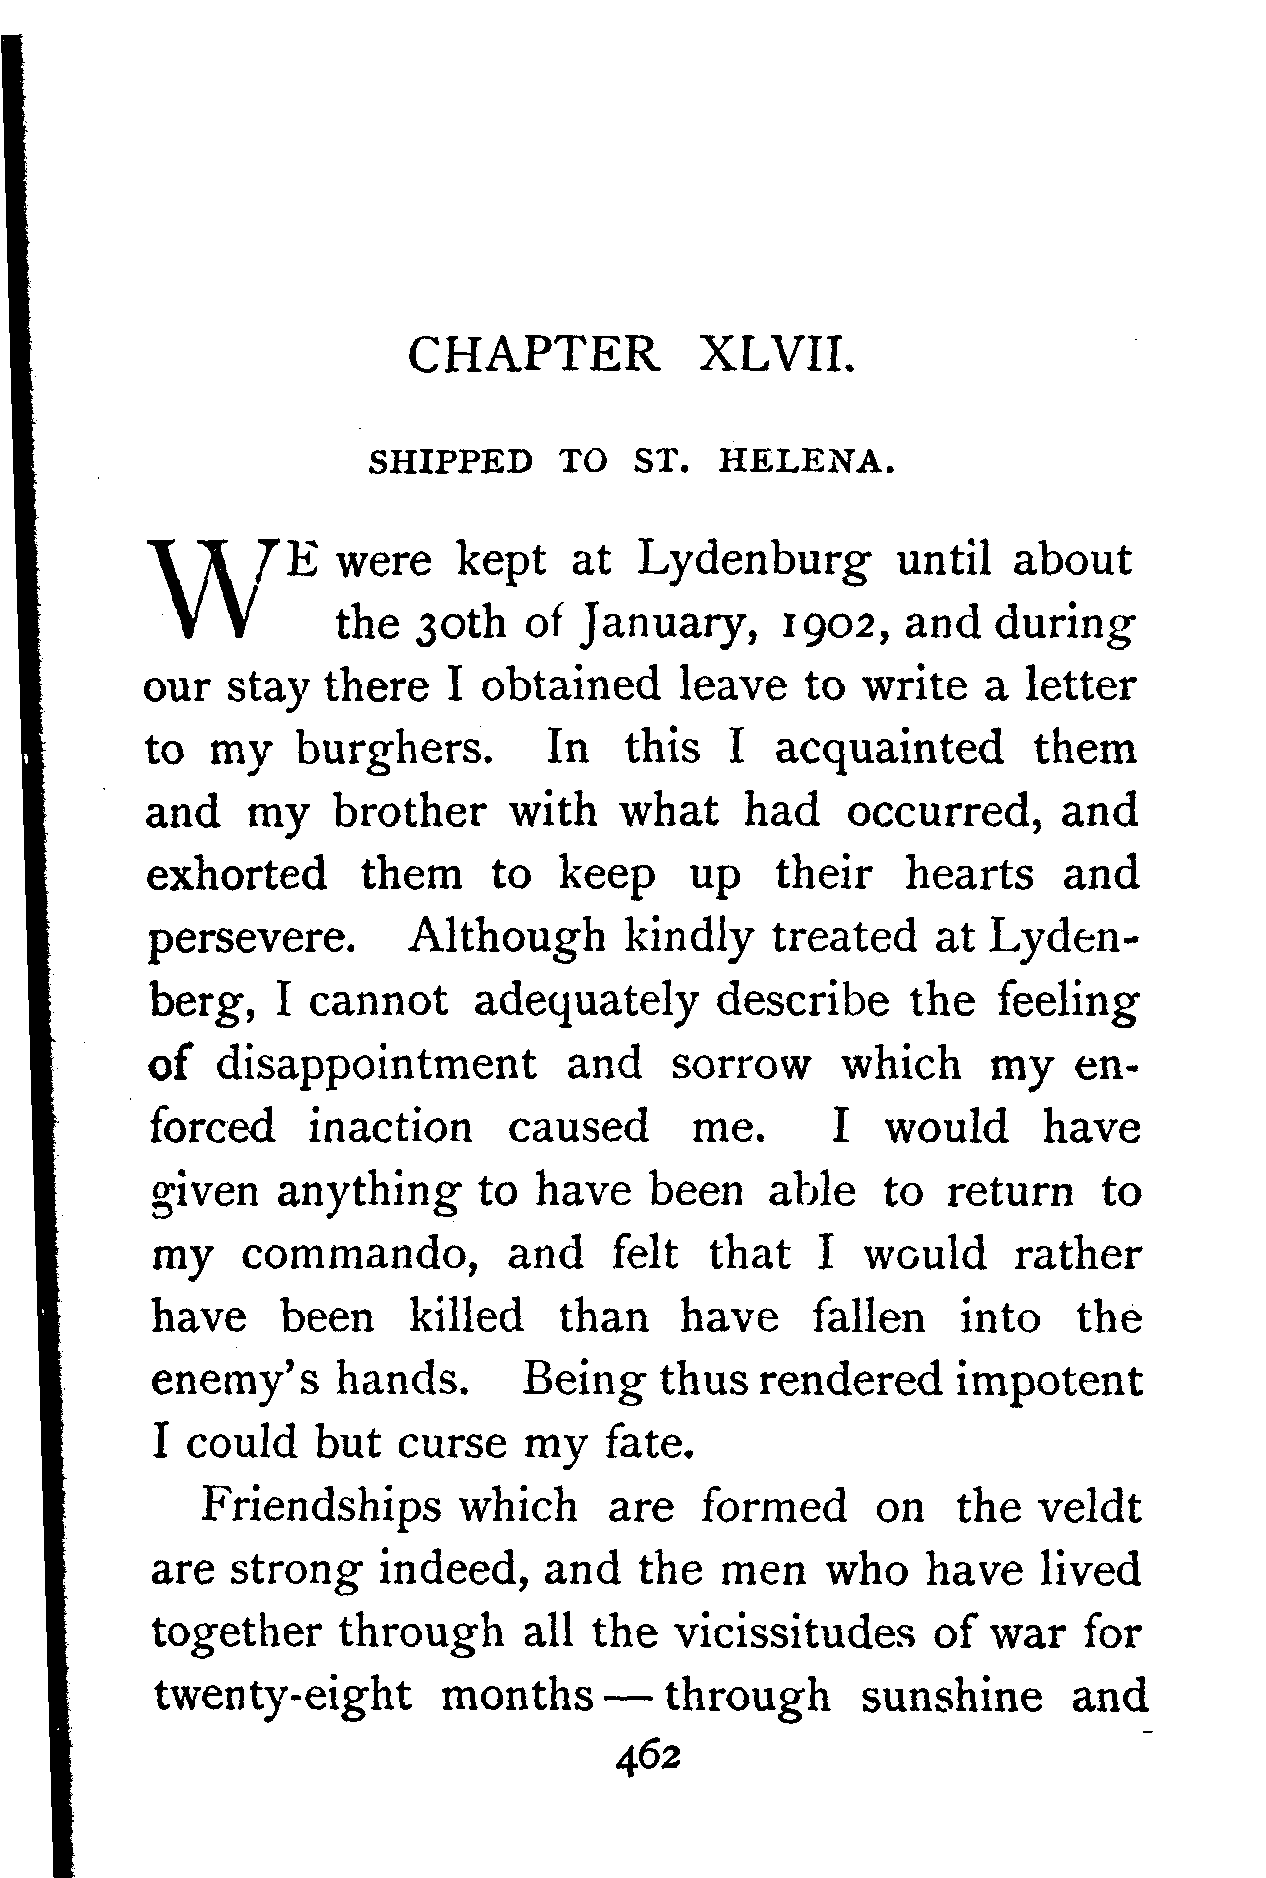 CHAPTER XLVII.
SHIPPED TO ST. HELENA.
WE were kept at Lydenburg until about
the 30th of January, 1902, and during
our stay there I obtained leave to write a letter
to my burghers. In this I acquainted them
and my brother with what had occurred, and
exhorted them to keep up their hearts and
persevere. Although kindly treated at Lyden-
berg, I cannot adequately describe the feeling
of disappointment and sorrow which my en-
forced inaction caused me. I would have
given anything to have been able to return to
my commando, and felt that I would rather
have been killed than have fallen into the
enemy's hands. Being thus rendered impotent
I could but curse my fate.
Friendships which are formed on the veldt
are strong indeed, and the men who have lived
together through all the vicissitudes of war for
twenty-eight months — through sunshine and
462